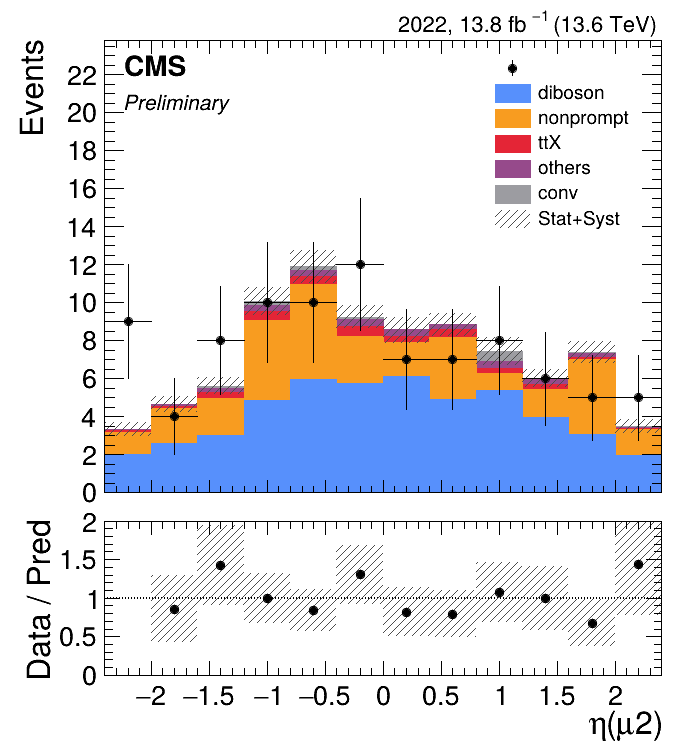 2022, 13.8 fb⁻¹ (13.6 TeV)
CMS
Preliminary
Events
22
20
18
16
14
12
10
8
6
4
2
0
diboson
nonprompt
ttX
others
conv
Stat+Syst
Data / Pred
2
1.5
1
0.5
0
−2 −1.5 −1 −0.5 0 0.5 1 1.5 2
η(μ2)